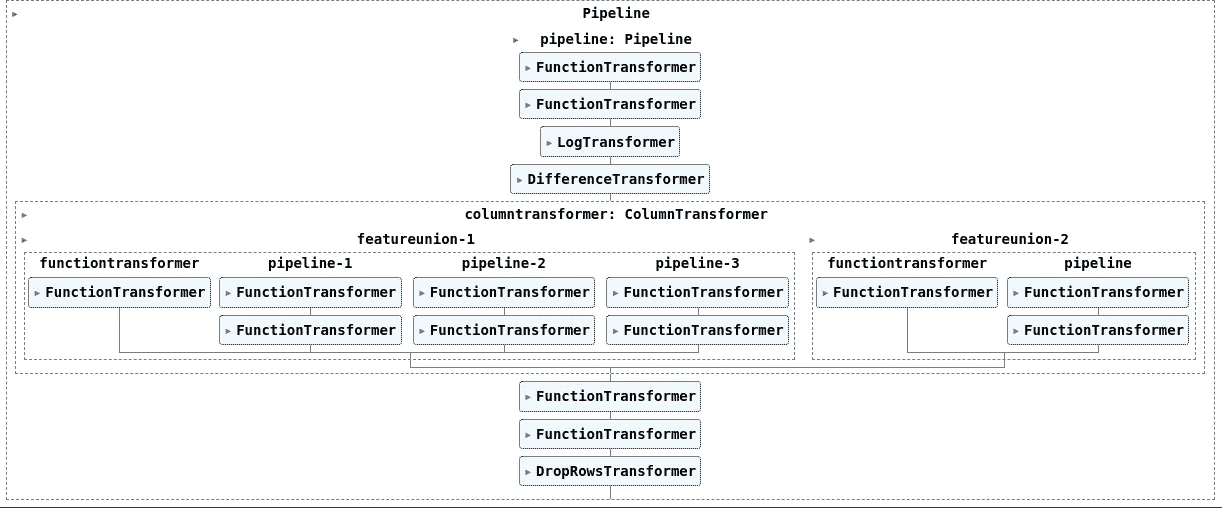 Pipeline
pipeline: Pipeline
FunctionTransformer
FunctionTransformer
LogTransformer
DifferenceTransformer
columntransformer: ColumnTransformer
featureunion-1 featureunion-2
functiontransformer pipeline-1 pipeline-2 pipeline-3 functiontransformer pipeline
FunctionTransformer FunctionTransformer FunctionTransformer FunctionTransformer FunctionTransformer FunctionTransformer
FunctionTransformer FunctionTransformer FunctionTransformer FunctionTransformer
FunctionTransformer
FunctionTransformer
DropRowsTransformer